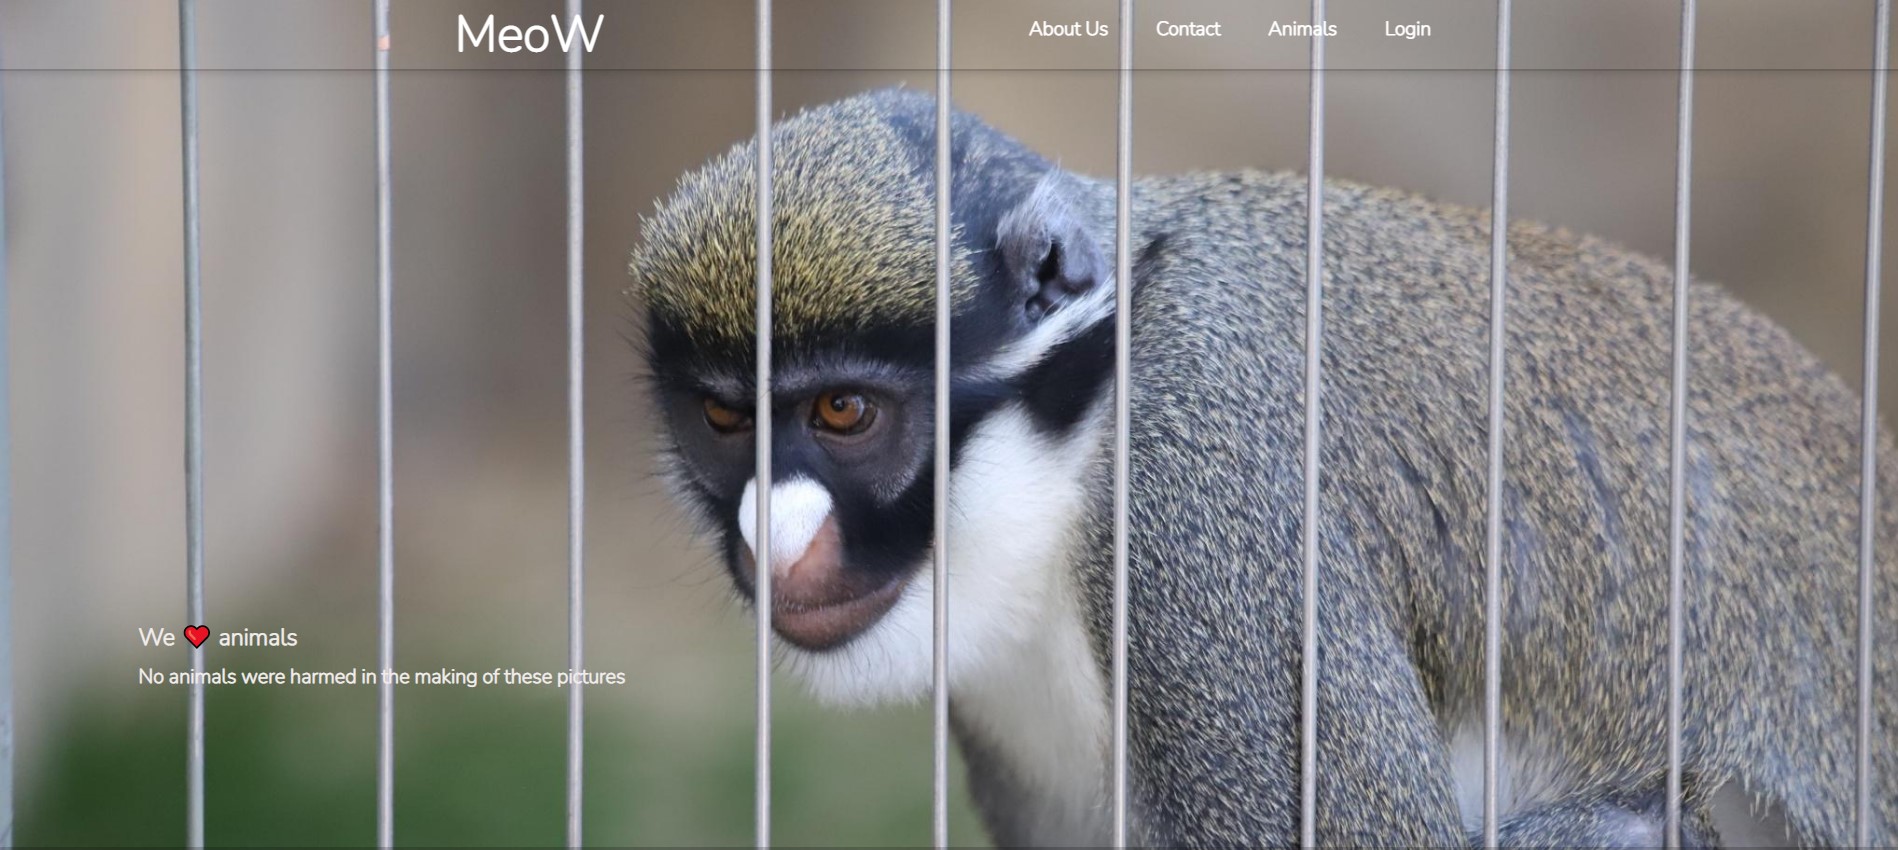 MeoW
About Us Contact Animals Login
We ❤ animals
No animals were harmed in the making of these pictures